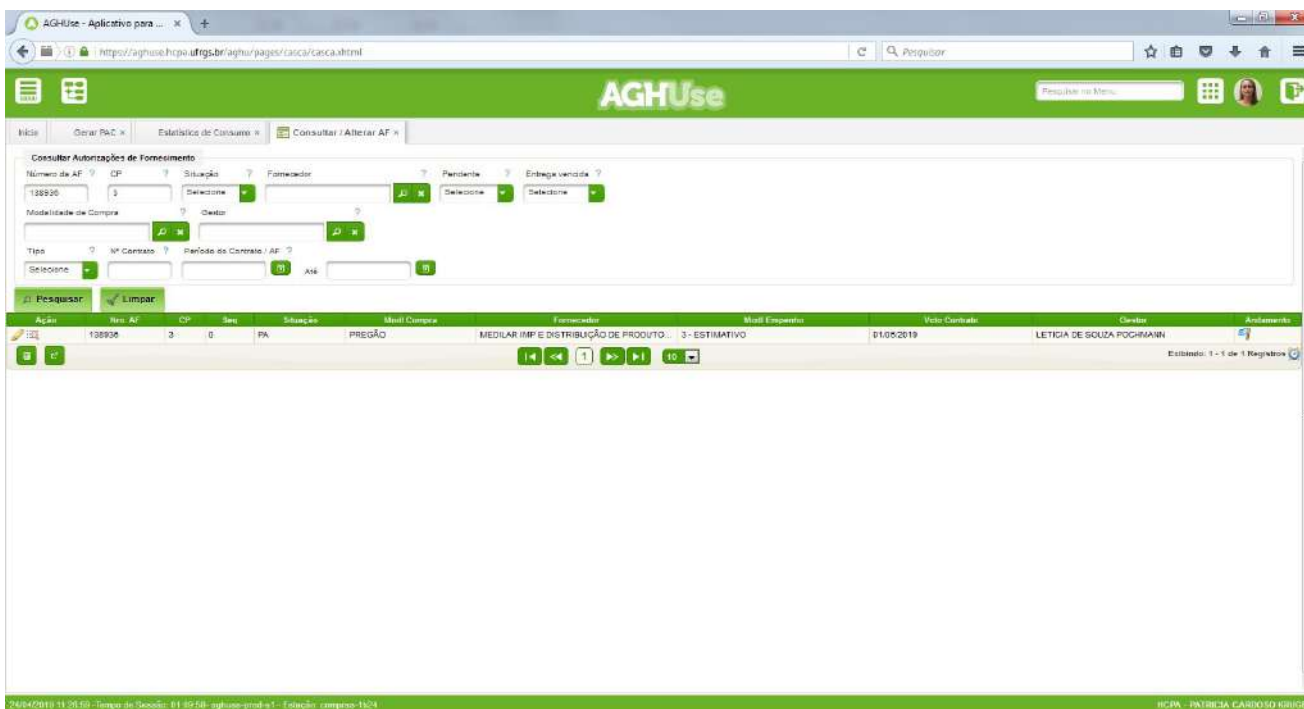 AGHUse - Aplicativo para ... × +
https://aghuse.hcpa.ufrgs.br/aghu/pages/casca/casca.xhtml
Pesquisar
AGHUse
Pesquisar no Menu
Início Gerar PAC × Estatística de Consumo × Consultar / Alterar AF ×
Consultar Autorizações de Fornecimento
Número da AF ? CP ? Situação ? Fornecedor ? Pendente ? Entrega vencida ?
138936 3 Selecione Selecione Selecione
Modalidade de Compra ? Gestor ?
Tipo ? Nº Contrato ? Período do Contrato / AF ?
Selecione Até
Pesquisar Limpar
Ação Nro. AF CP Seq Situação Modl Compra Fornecedor Modl Empenho Vcto Contrato Gestor Andamento
138936 3 0 PA PREGÃO MEDILAR IMP E DISTRIBUIÇÃO DE PRODUTO... 3 - ESTIMATIVO LETICIA DE SOUZA POCHMANN
1 10 Exibindo: 1 - 1 de 1 Registros
Tempo de Sessão: HCPA - PATRICIA CARDOSO